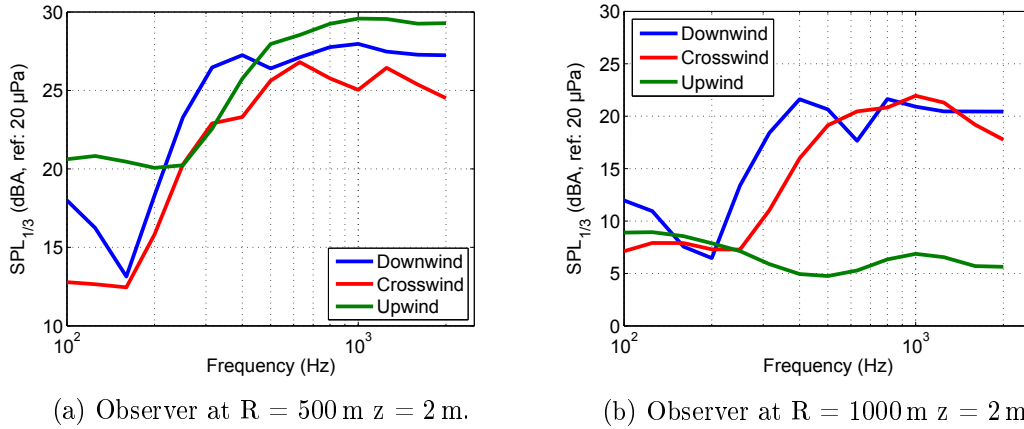 SPL1/3 (dBA, ref: 20 μPa)
30
25
20
15
10
10²
10³
Frequency (Hz)
Downwind
Crosswind
Upwind
(a) Observer at R = 500 m z = 2 m.
SPL1/3 (dBA, ref: 20 μPa)
30
25
20
15
10
5
0
10²
10³
Frequency (Hz)
Downwind
Crosswind
Upwind
(b) Observer at R = 1000 m z = 2 m